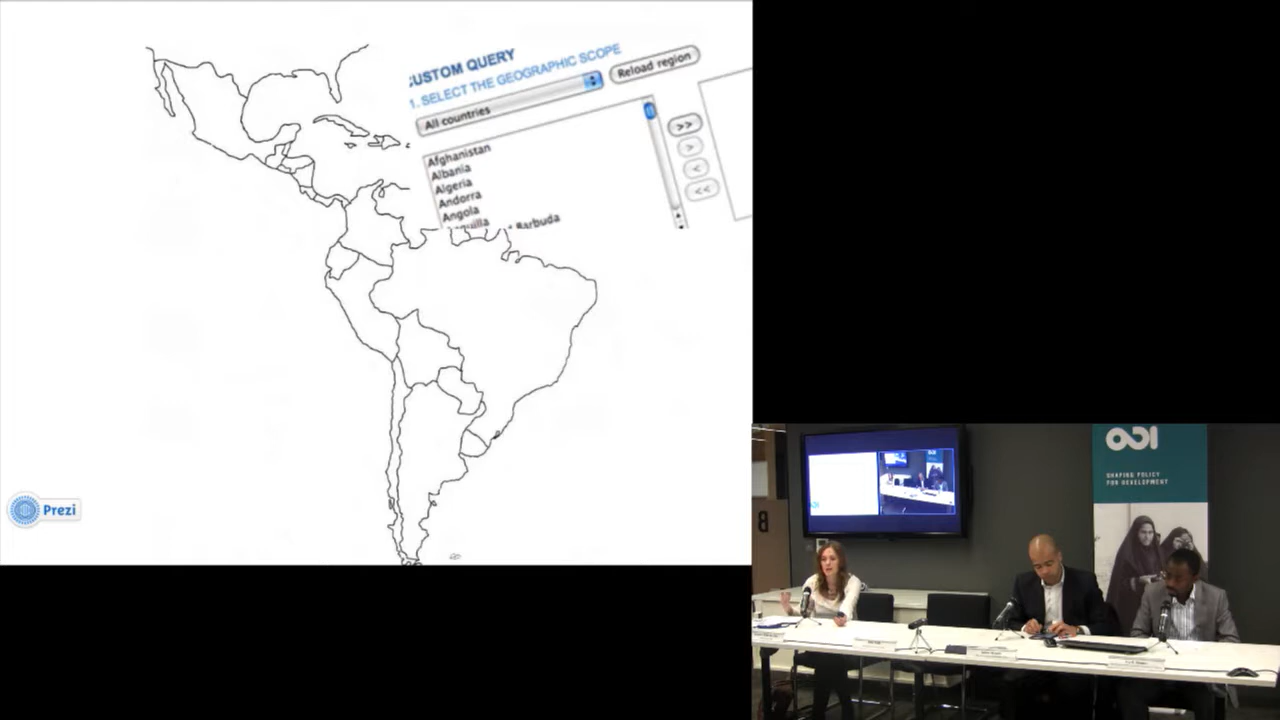 CUSTOM QUERY
1. SELECT THE GEOGRAPHIC SCOPE
All countries
Reload region
Afghanistan
Albania
Algeria
Andorra
Angola
Barbuda
>>
>
<
<<
Prezi
ODI
SHAPING POLICY
FOR DEVELOPMENT
B